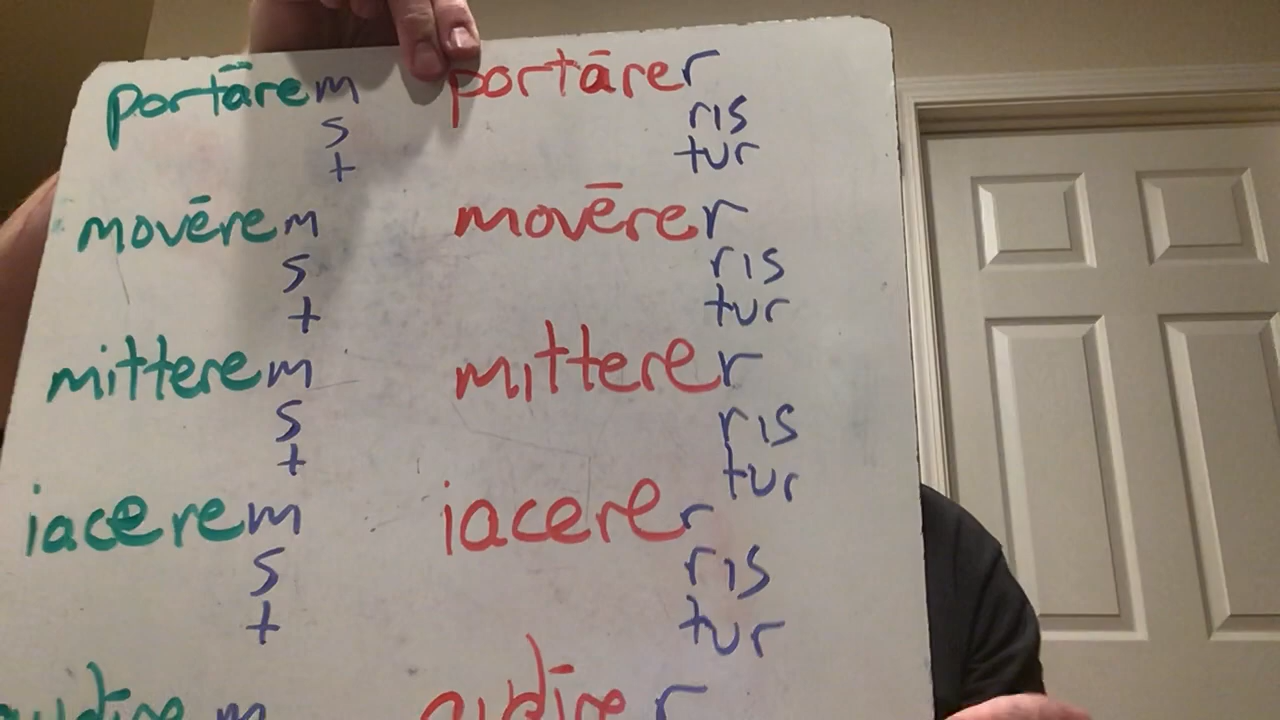 portārem portārer
s ris
t tur
movērem movērer
s ris
t tur
mitterem mitterer
s ris
t tur
iacerem iacerer
s ris
t tur
m r